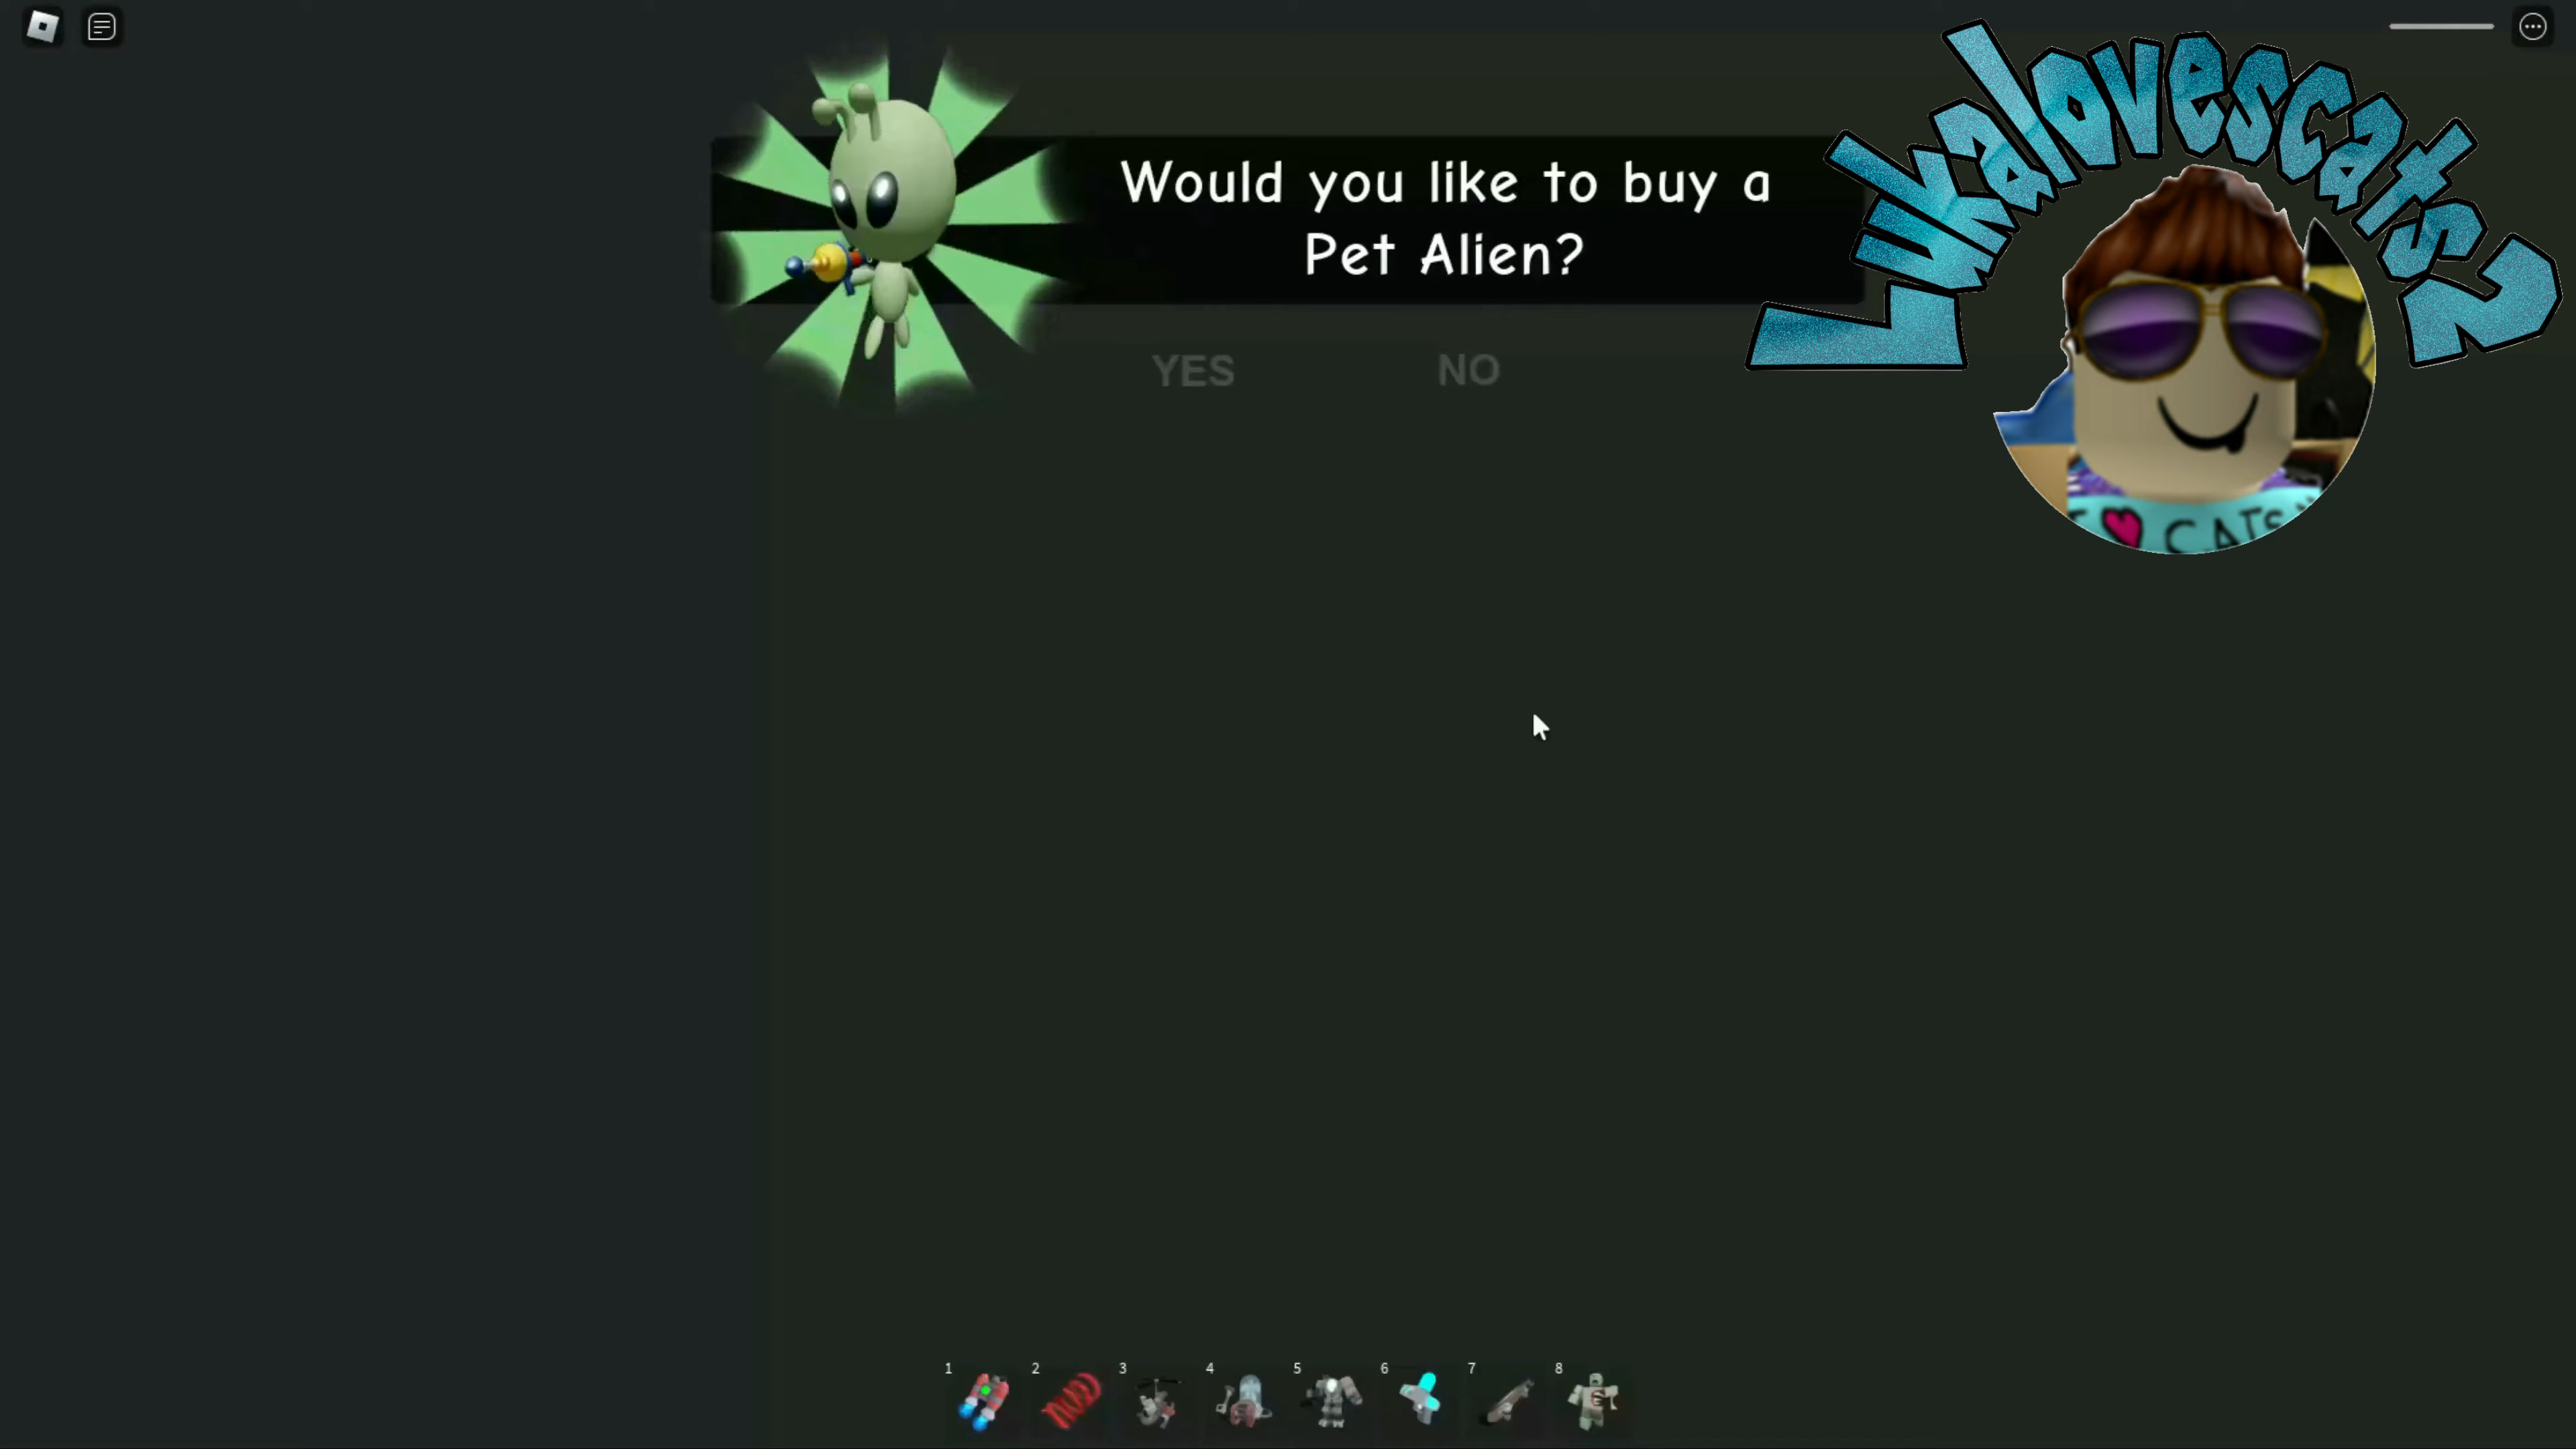 Lukalovescats2
Would you like to buy a
Pet Alien?
YES
NO
I ♥ CATS
1 2 3 4 5 6 7 8